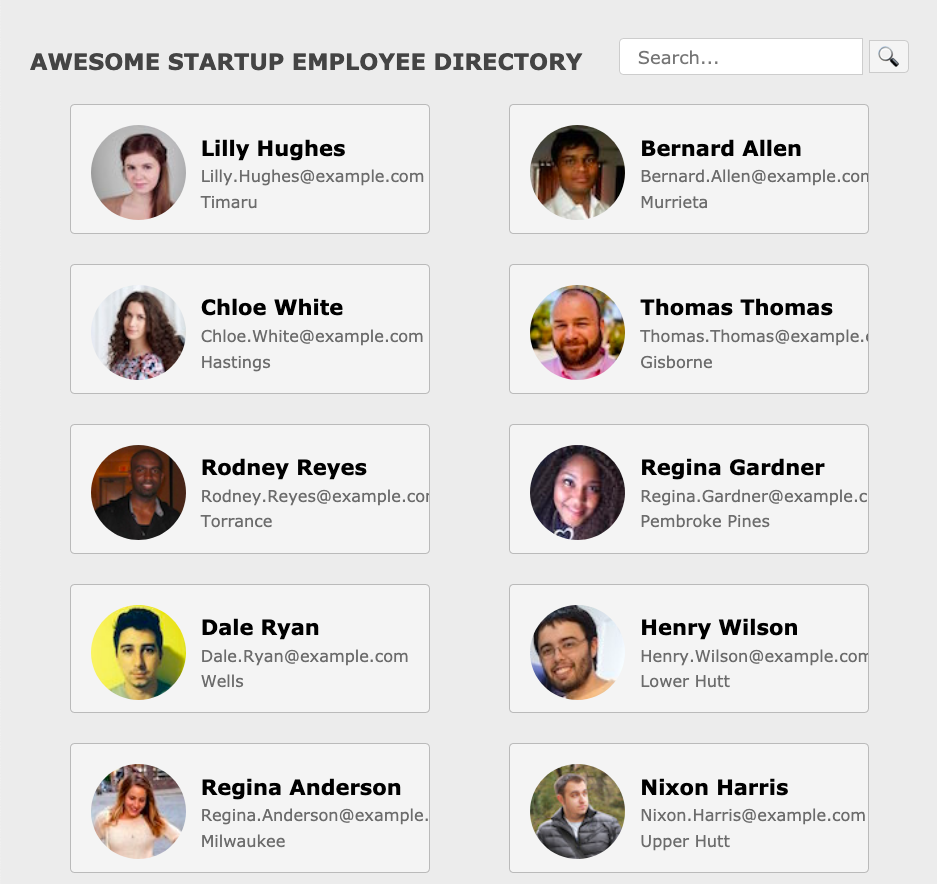 AWESOME STARTUP EMPLOYEE DIRECTORY
Search...
Lilly Hughes
Lilly.Hughes@example.com
Timaru
Bernard Allen
Bernard.Allen@example.con
Murrieta
Chloe White
Chloe.White@example.com
Hastings
Thomas Thomas
Thomas.Thomas@example.
Gisborne
Rodney Reyes
Rodney.Reyes@example.cor
Torrance
Regina Gardner
Regina.Gardner@example.c
Pembroke Pines
Dale Ryan
Dale.Ryan@example.com
Wells
Henry Wilson
Henry.Wilson@example.com
Lower Hutt
Regina Anderson
Regina.Anderson@example.
Milwaukee
Nixon Harris
Nixon.Harris@example.com
Upper Hutt